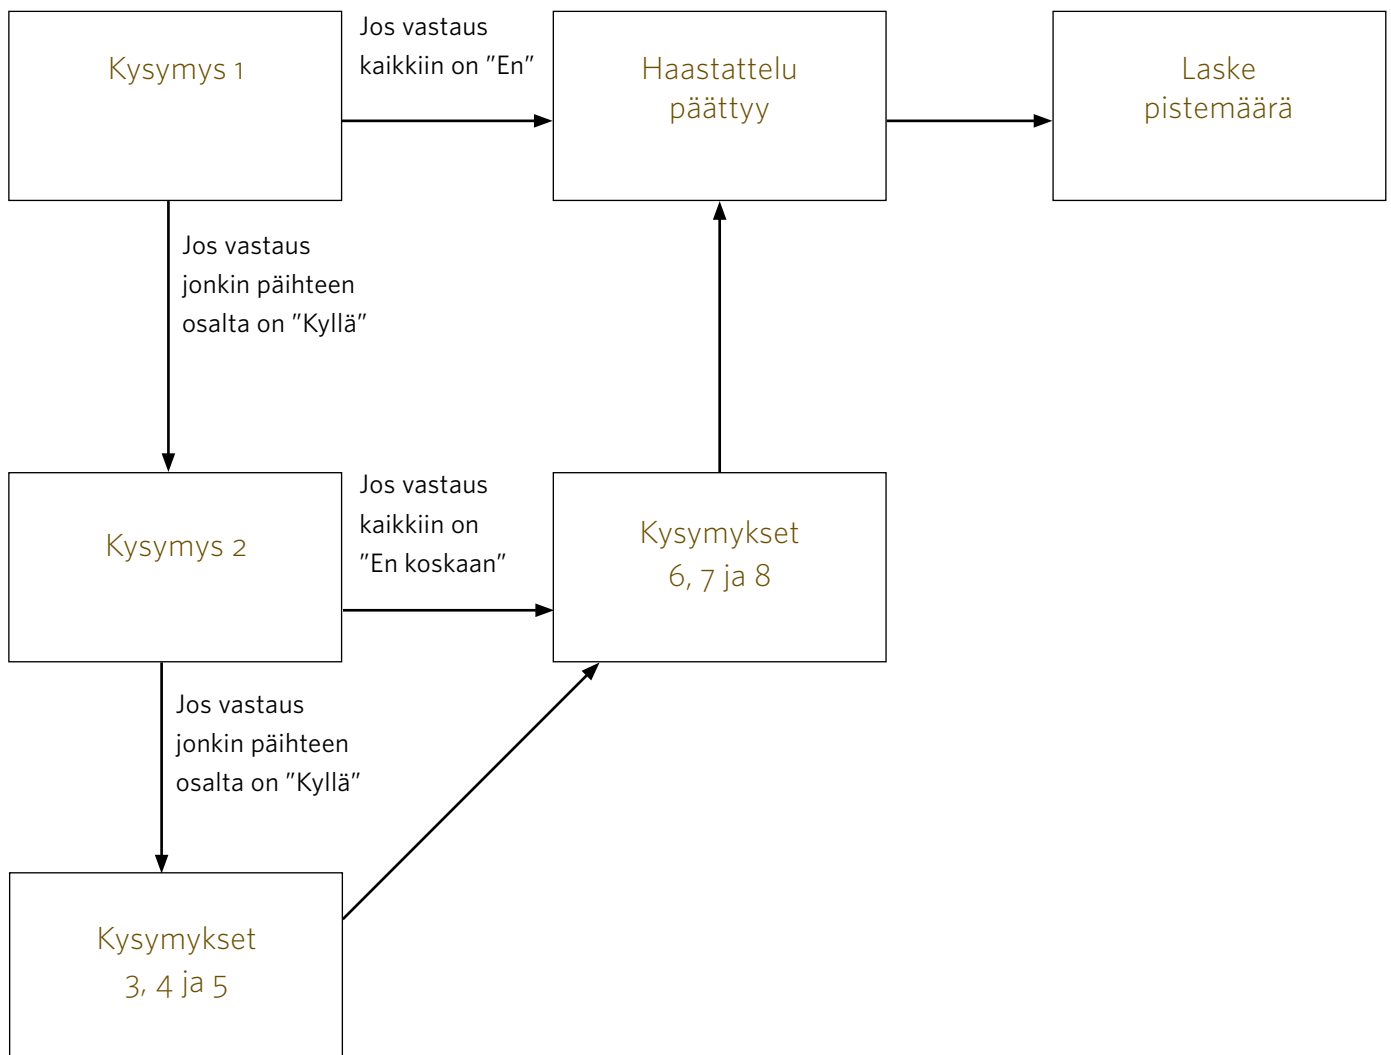 Kysymys 1
Jos vastaus
kaikkiin on ”En”
Haastattelu
päättyy
Laske
pistemäärä
Jos vastaus
jonkin päihteen
osalta on ”Kyllä”
Kysymys 2
Jos vastaus
kaikkiin on
”En koskaan”
Kysymykset
6, 7 ja 8
Jos vastaus
jonkin päihteen
osalta on ”Kyllä”
Kysymykset
3, 4 ja 5